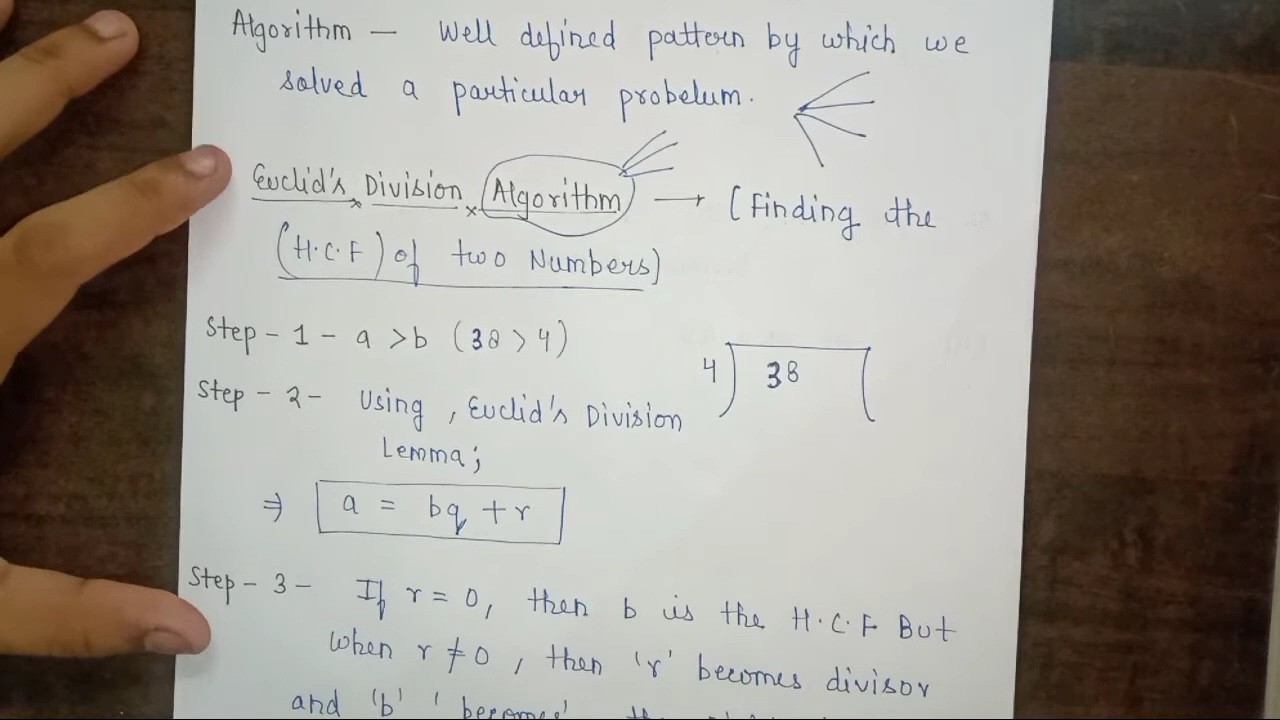 Algorithm — Well defined pattern by which we
solved a particular probelum.
Euclid's Division Algorithm → (Finding the
(H.C.F) of two Numbers)
Step - 1 - a > b (38 > 4)
4 38
Step - 2 - Using, Euclid's Division
Lemma;
⇒ a = bq + r
Step - 3 - If r = 0, then b is the H.C.F But
when r ≠ 0, then 'r' becomes divisor
and 'b' ' becomes'